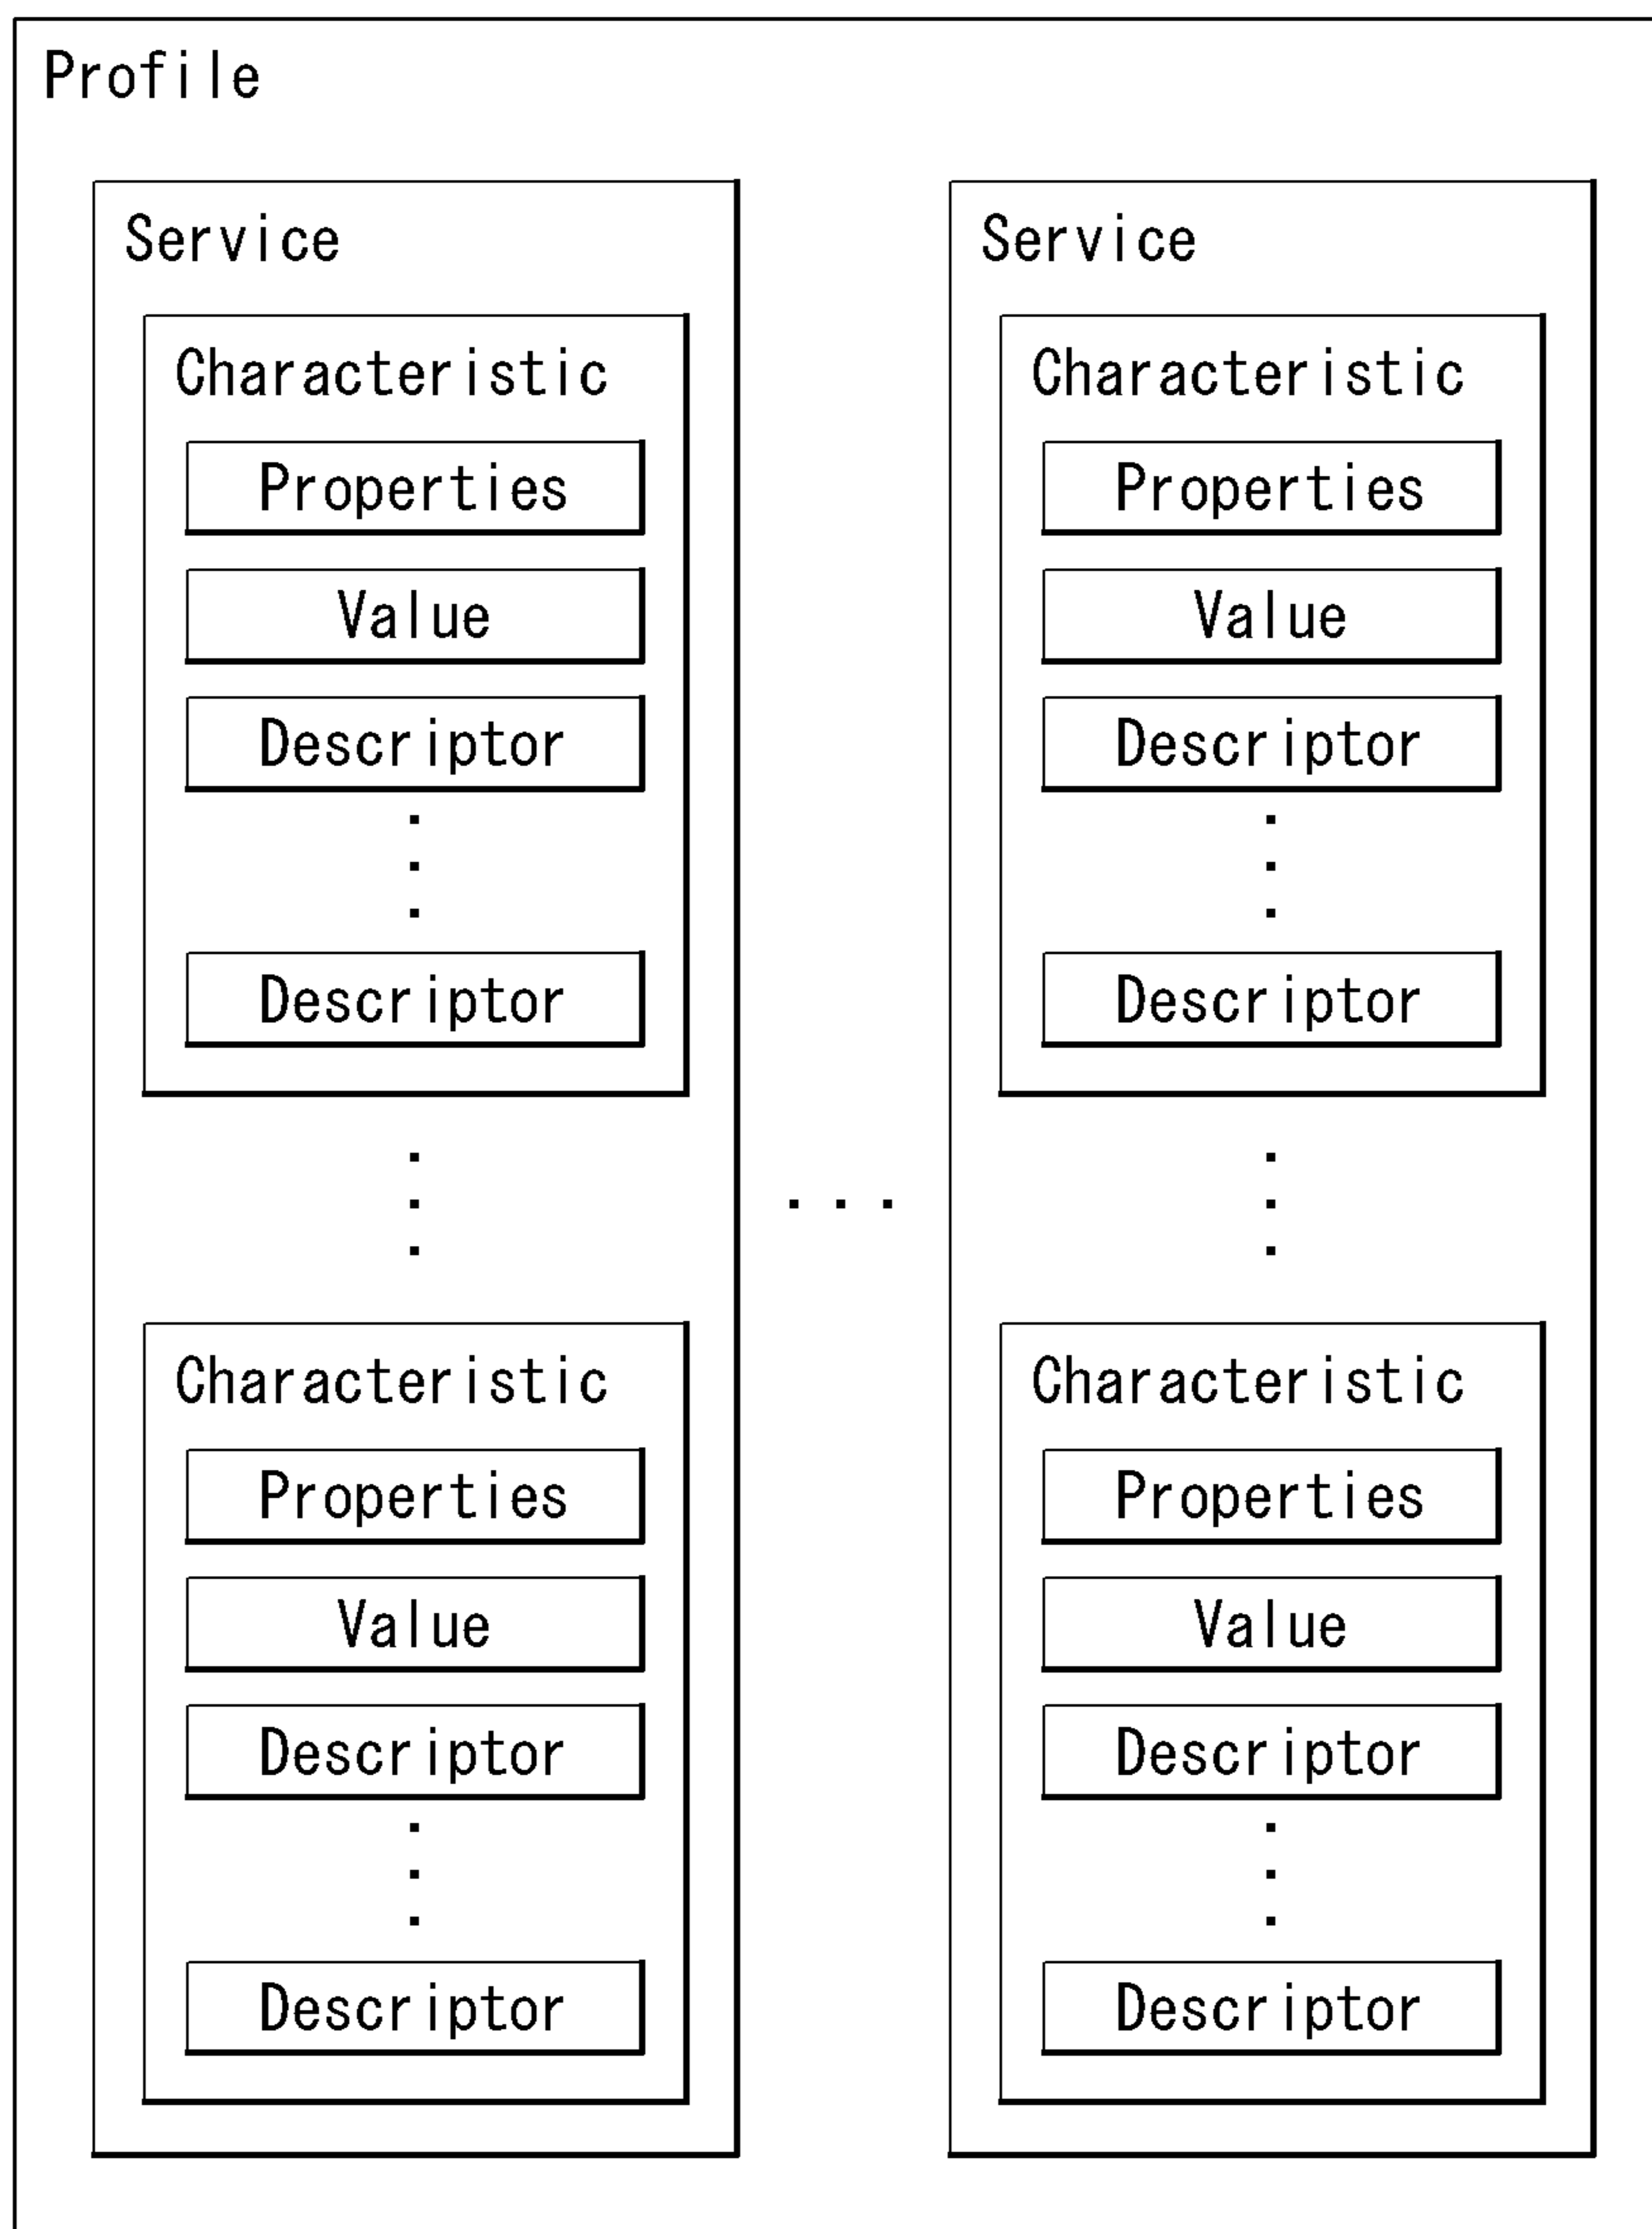 Profile
Service
Characteristic
Properties
Value
Descriptor
Descriptor
Characteristic
Properties
Value
Descriptor
Descriptor
...
Service
Characteristic
Properties
Value
Descriptor
Descriptor
Characteristic
Properties
Value
Descriptor
Descriptor